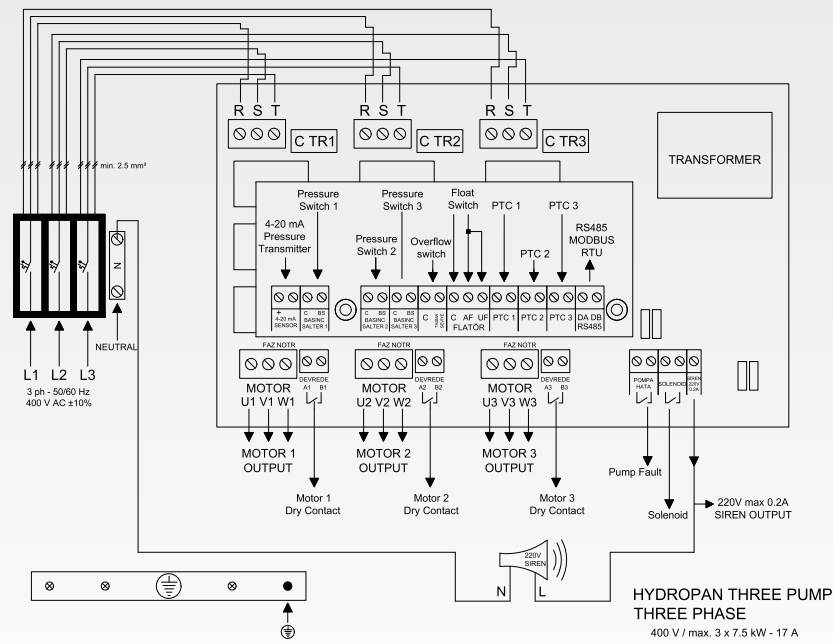 R S T
R S T
R S T
C TR1
C TR2
C TR3
TRANSFORMER
min. 2.5 mm²
Pressure
Switch 1
Pressure
Switch 3
Float
Switch
PTC 1
PTC 3
4-20 mA
Pressure
Transmitter
Pressure
Switch 2
Overflow
switch
PTC 2
RS485
MODBUS
RTU
N
+
4-20 mA
SENSOR
C BS
BASINC
SALTER 1
C BS
BASINC
SALTER 2
C BS
BASINC
SALTER 3
C
C AF UF
FLATÖR
PTC 1
PTC 2
PTC 3
DA DB
RS485
NEUTRAL
L1 L2 L3
3 ph - 50/60 Hz
400 V AC ±10%
FAZ NOTR
MOTOR
U1 V1 W1
DEVREDE
A1 B1
FAZ NOTR
MOTOR
U2 V2 W2
DEVREDE
A2 B2
FAZ NOTR
MOTOR
U3 V3 W3
DEVREDE
A3 B3
POMPA
HATA
SOLENOID
SIREN
220V
0.2A
MOTOR 1
OUTPUT
MOTOR 2
OUTPUT
MOTOR 3
OUTPUT
Motor 1
Dry Contact
Motor 2
Dry Contact
Motor 3
Dry Contact
Pump Fault
Solenoid
220V max 0.2A
SIREN OUTPUT
220V
SIREN
N L
HYDROPAN THREE PUMP
THREE PHASE
400 V / max. 3 x 7.5 kW - 17 A